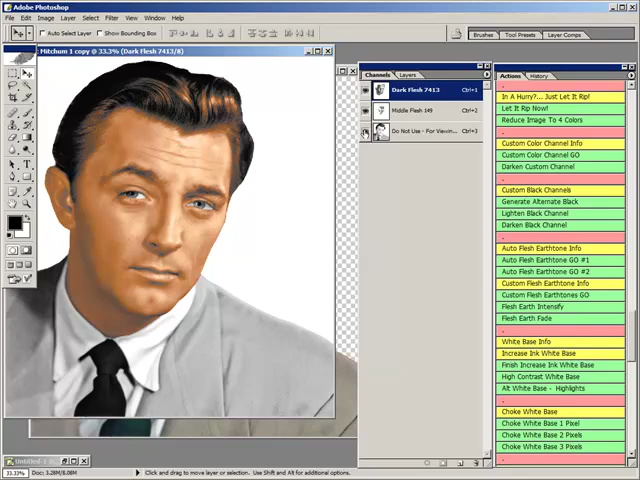 Adobe Photoshop
File Edit Image Layer Select Filter View Window Help
Auto Select Layer Show Bounding Box
Brushes Tool Presets Layer Comps
Mitchum 1 copy @ 33.3% (Dark Flesh 7413/8)
Channels Layers
Dark Flesh 7413 Ctrl+1
Middle Flesh 149 Ctrl+2
Do Not Use - For Viewin... Ctrl+3
Actions History
In A Hurry?... Just Let It Rip!
Let It Rip Now!
Reduce Image To 4 Colors
Custom Color Channel Info
Custom Color Channel GO
Darken Custom Channel
Custom Black Channels
Generate Alternate Black
Lighten Black Channel
Darken Black Channel
Auto Flesh Earthtone Info
Auto Flesh Earthtone GO #1
Auto Flesh Earthtone GO #2
Custom Flesh Earthtone Info
Custom Flesh Earthtones GO
Flesh Earth Intensify
Flesh Earth Fade
White Base Info
Increase Ink White Base
Finish Increase Ink White Base
High Contrast White Base
Alt White Base - Highlights
Choke White Base
Choke White Base 1 Pixel
Choke White Base 2 Pixels
Choke White Base 3 Pixels
Untitled-1
33.33% Doc: 3.28M/8.08M Click and drag to move layer or selection. Use Shift and Alt for additional options.